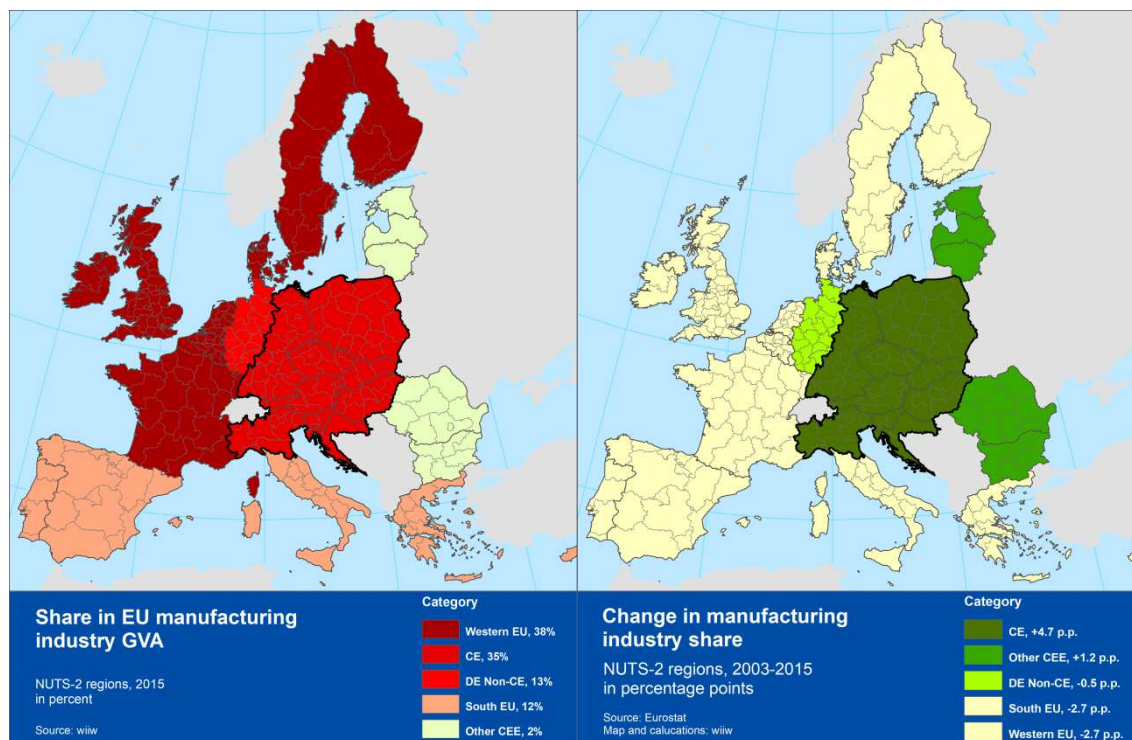 Share in EU manufacturing
industry GVA
NUTS-2 regions, 2015
in percent
Source: wiiw
Category
Western EU, 38%
CE, 35%
DE Non-CE, 13%
South EU, 12%
Other CEE, 2%
Change in manufacturing
industry share
NUTS-2 regions, 2003-2015
in percentage points
Source: Eurostat
Map and calucations: wiiw
Category
CE, +4.7 p.p.
Other CEE, +1.2 p.p.
DE Non-CE, -0.5 p.p.
South EU, -2.7 p.p.
Western EU, -2.7 p.p.